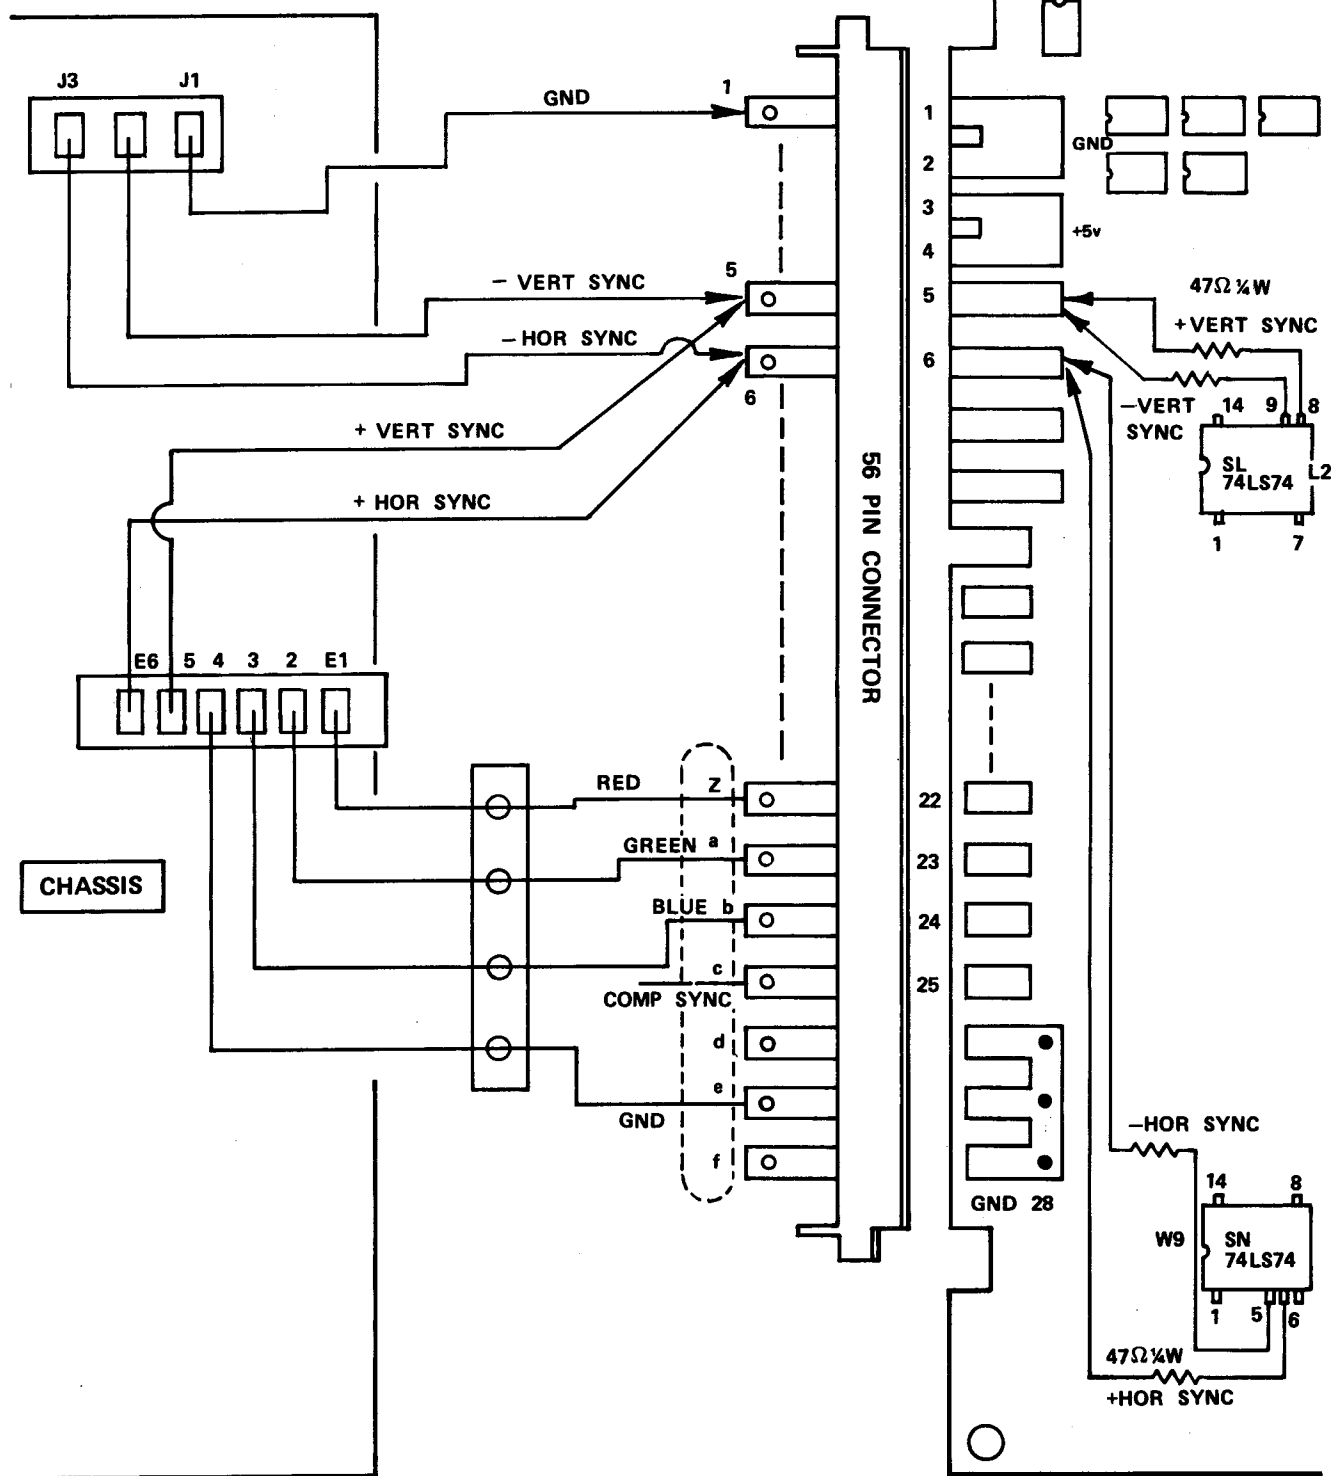 J3 J1
GND
1
1
GND
2
3
+5v
4
5
5
– VERT SYNC
47Ω ¼W
+VERT SYNC
– HOR SYNC
6
6
–VERT SYNC
14 9 8
SL
74LS74
L2
1 7
+ VERT SYNC
+ HOR SYNC
56 PIN CONNECTOR
E6 5 4 3 2 E1
RED Z
22
GREEN a
23
CHASSIS
BLUE b
24
c
25
COMP SYNC
d
e
GND
f
GND 28
–HOR SYNC
14 8
W9
SN
74LS74
1 5 6
47Ω ¼W
+HOR SYNC